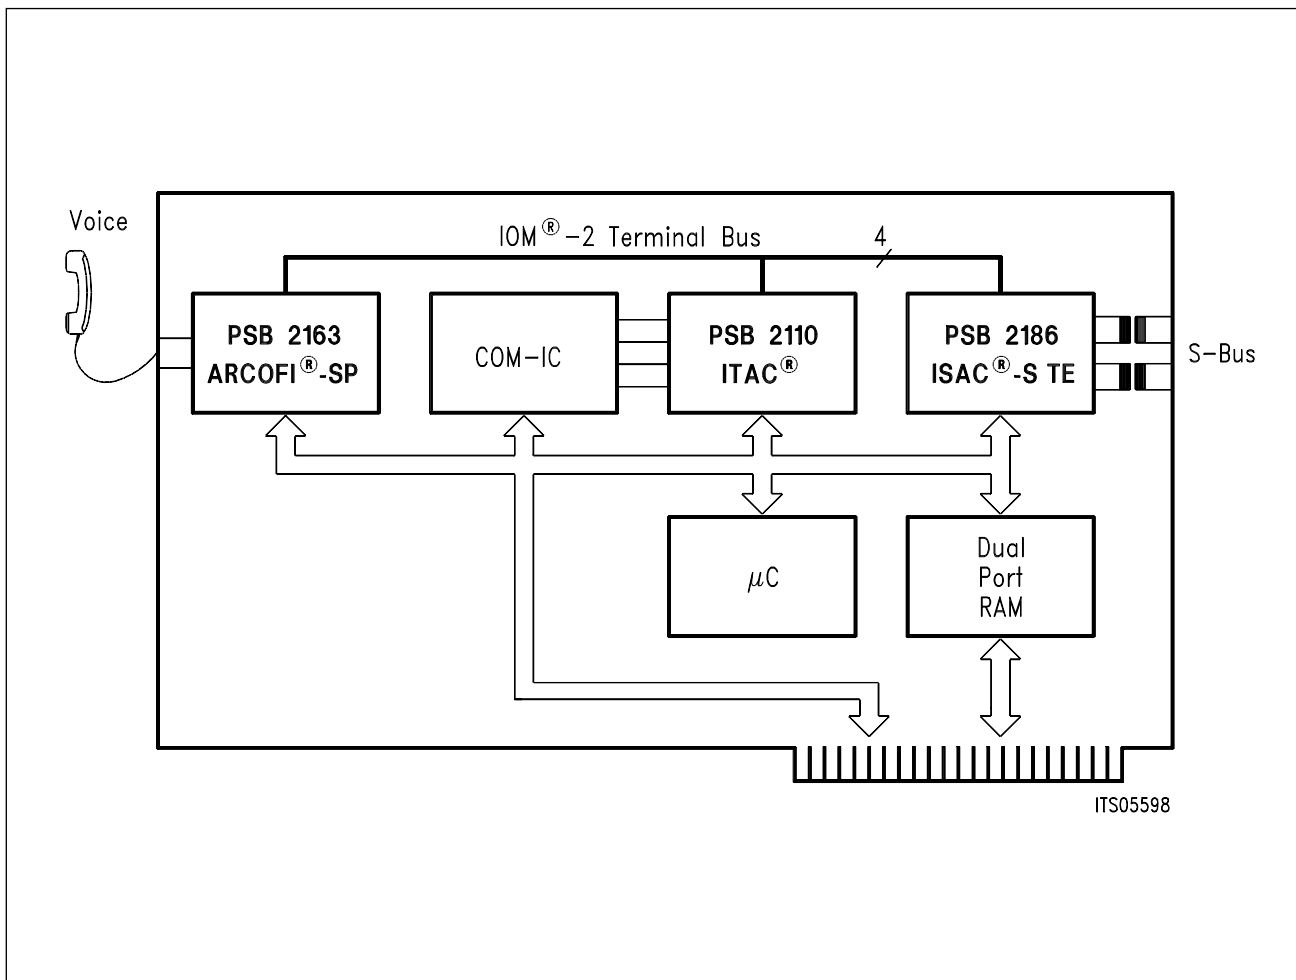 Voice
IOM®-2 Terminal Bus
4
PSB 2163
ARCOFI®-SP
COM-IC
PSB 2110
ITAC®
PSB 2186
ISAC®-S TE
S-Bus
μC
Dual
Port
RAM
ITS05598